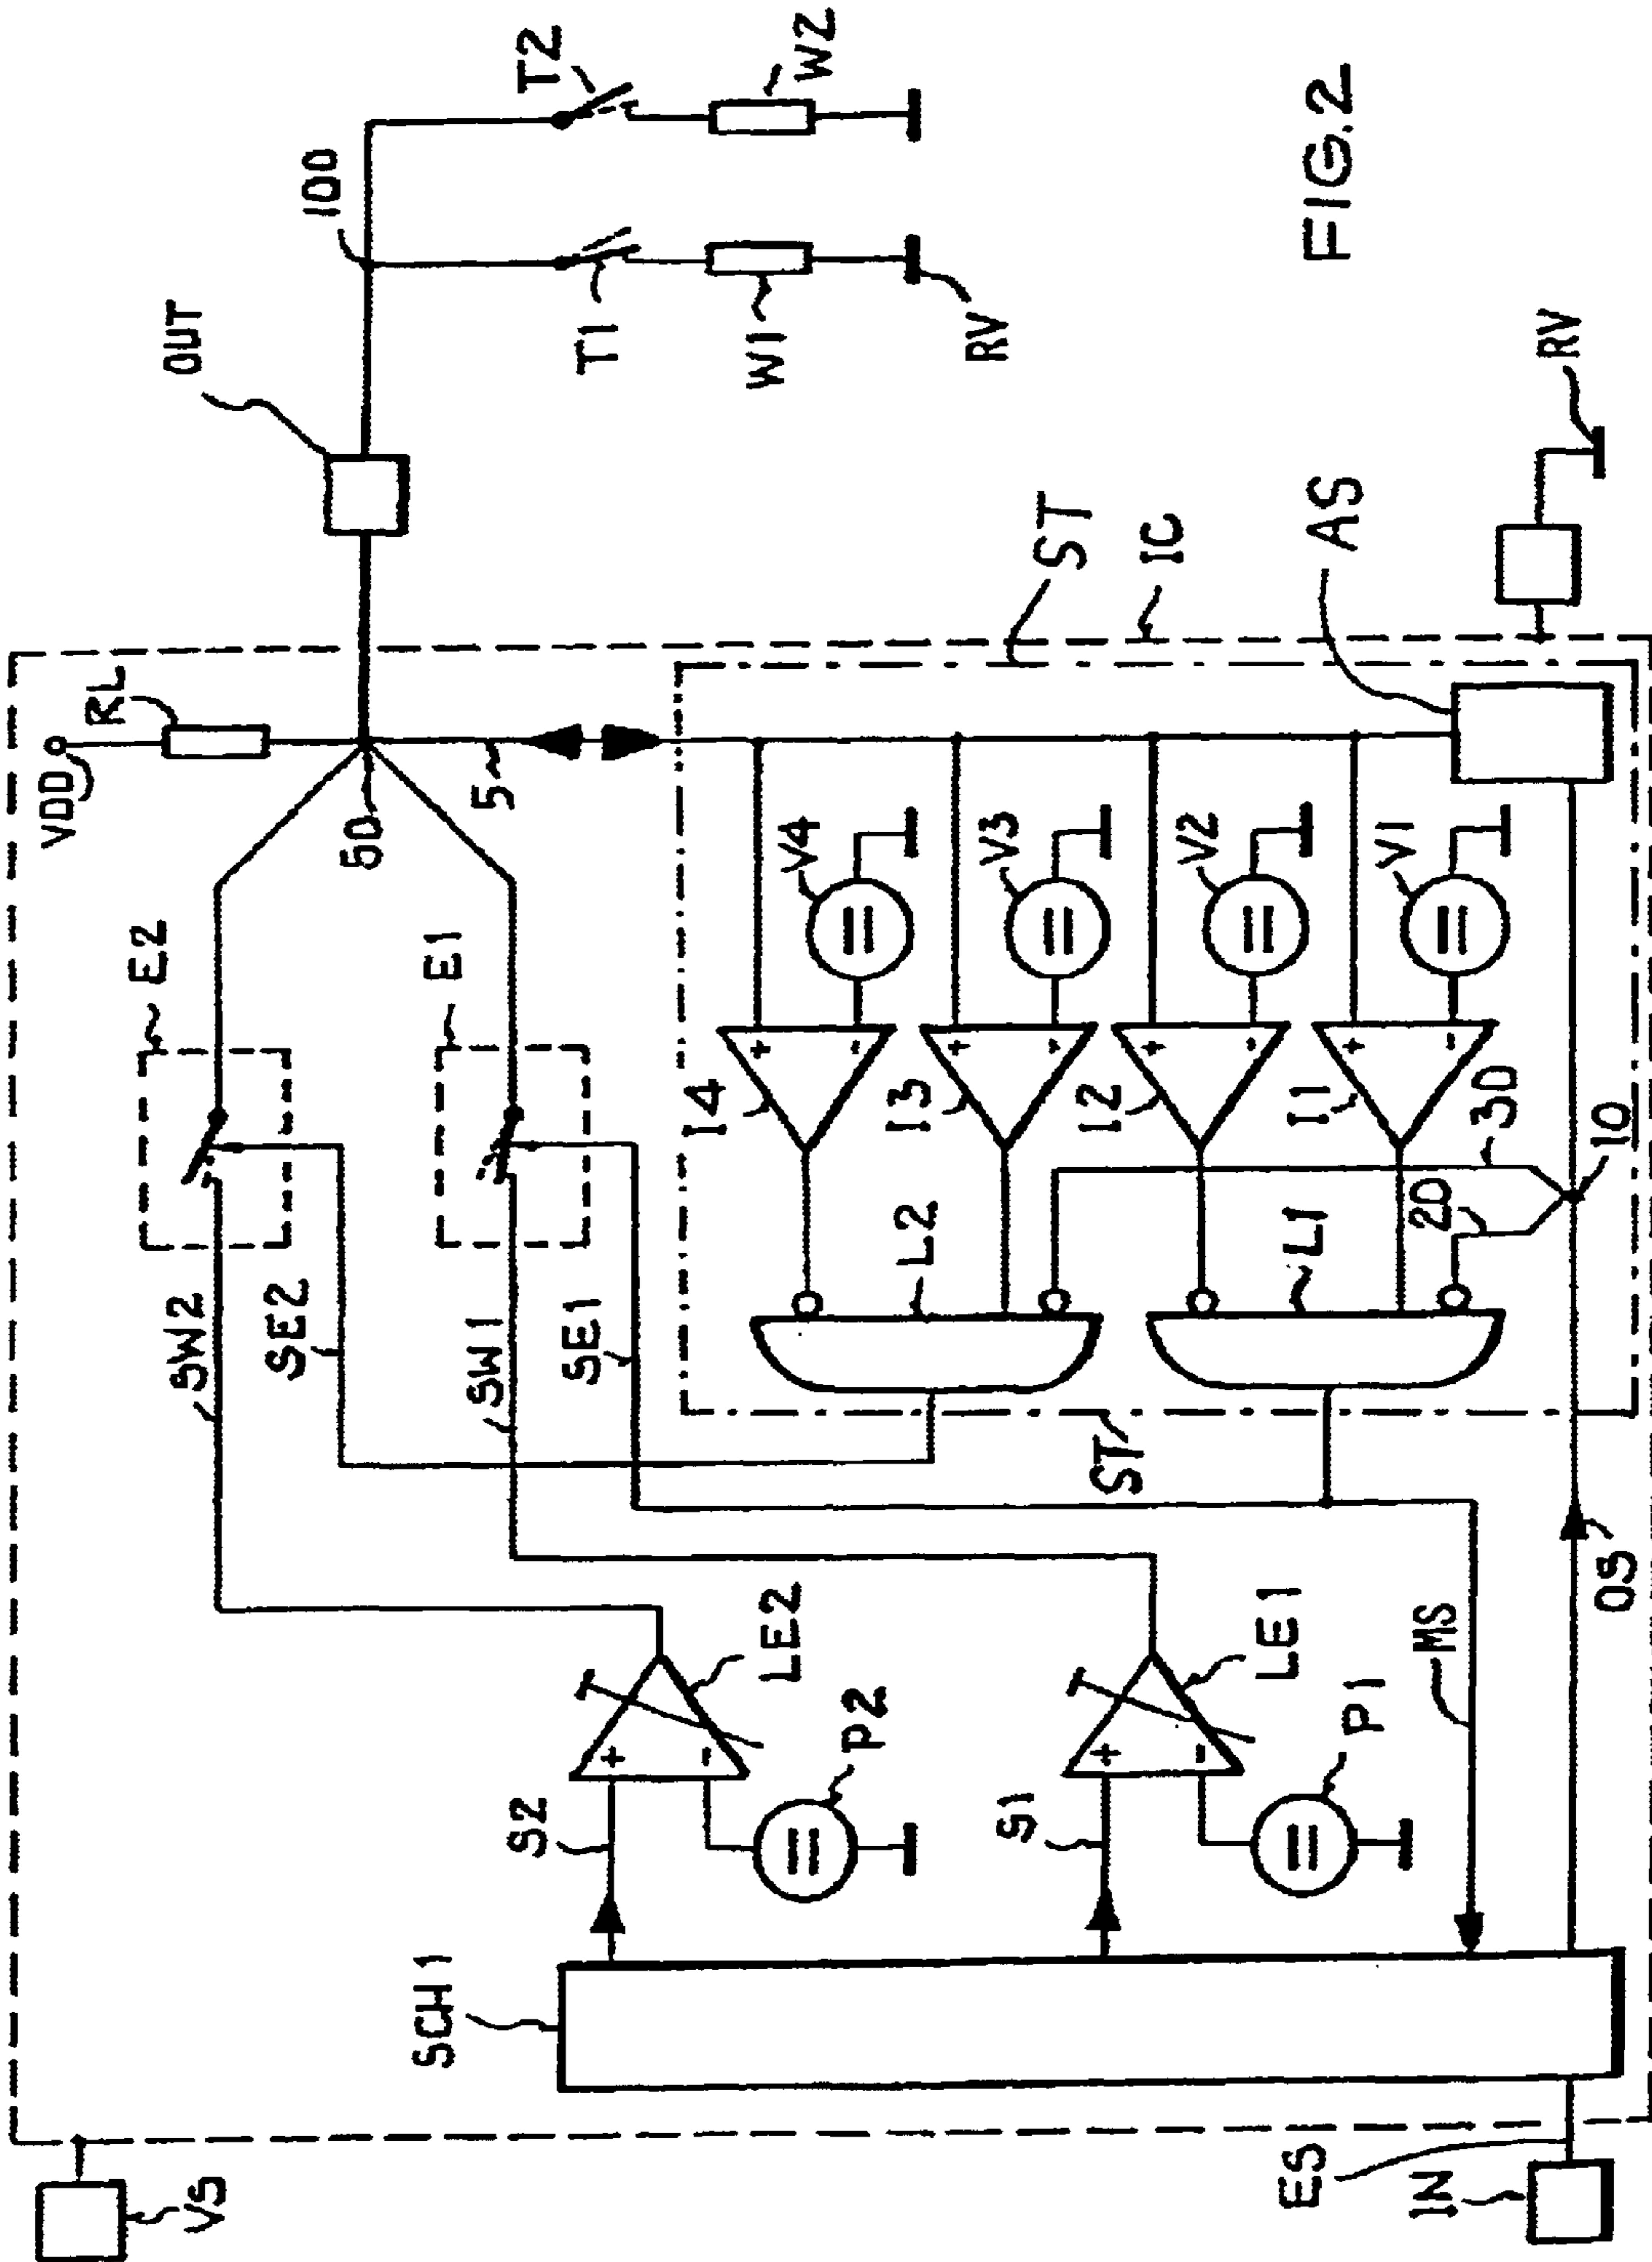 VS
VDD
RL
OUT
100
T2
W2
T1
W1
RV
FIG.2
E2
50
E1
5
SW2
SE2
SW1
SE1
ST
IC
AS
RV
V4
V3
V2
V1
I4
I3
I2
I1
+
-
+
+
-
+
-
L2
L1
30
20
10
ST
LE2
LE1
+
-
+
-
S2
P2
S1
P1
MS
OS
SCH1
ES
IN